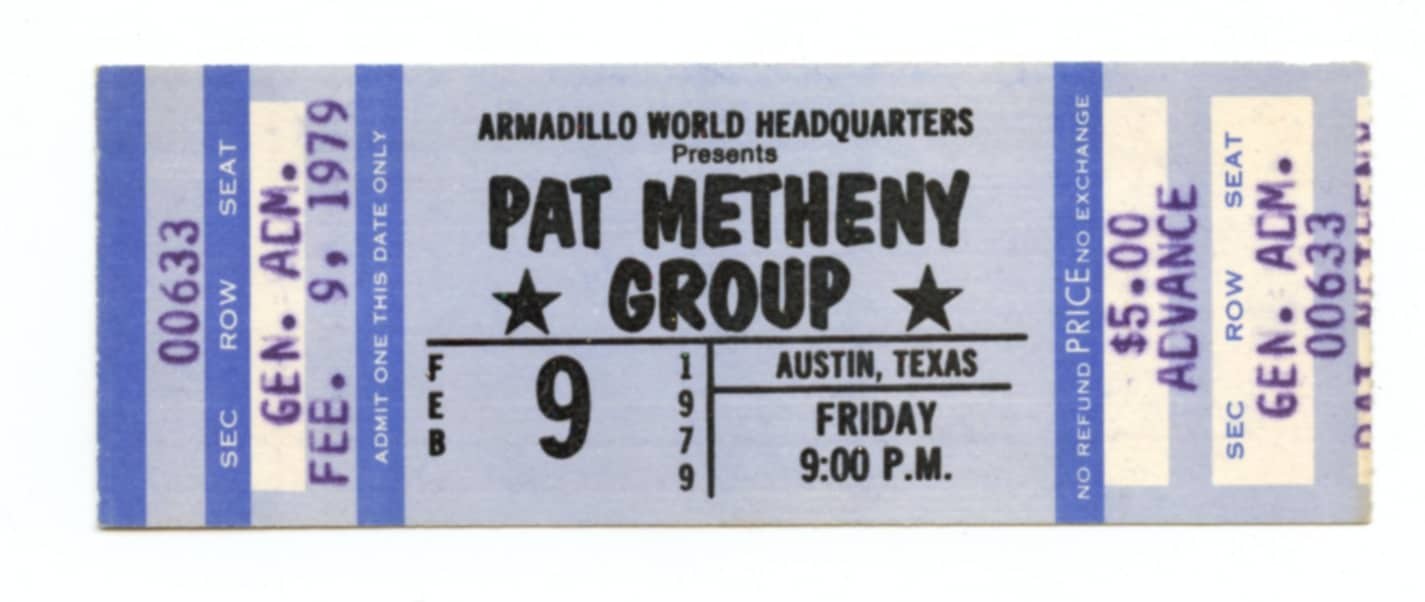 00633
SEC ROW SEAT
GEN. ADM.
FEE. 9, 1979
ADMIT ONE THIS DATE ONLY
ARMADILLO WORLD HEADQUARTERS
Presents
PAT METHENY
GROUP
FEB 9 1979
AUSTIN, TEXAS
FRIDAY
9:00 P.M.
NO REFUND PRICE NO EXCHANGE
$5.00
ADVANCE
SEC ROW SEAT
GEN. ADM.
00633